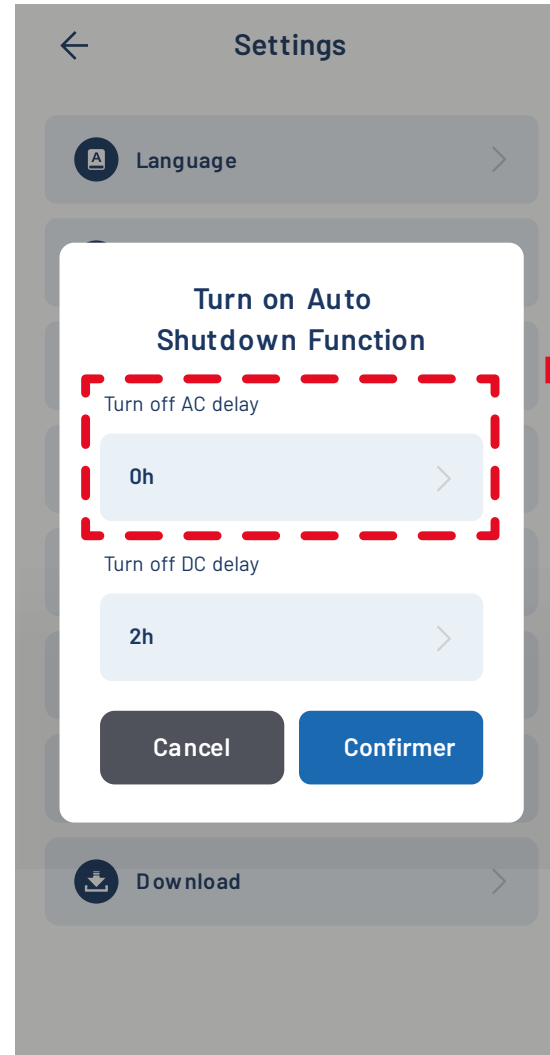 Settings
Language
Turn on Auto
Shutdown Function
Turn off AC delay
0h
Turn off DC delay
2h
Cancel
Confirmer
Download